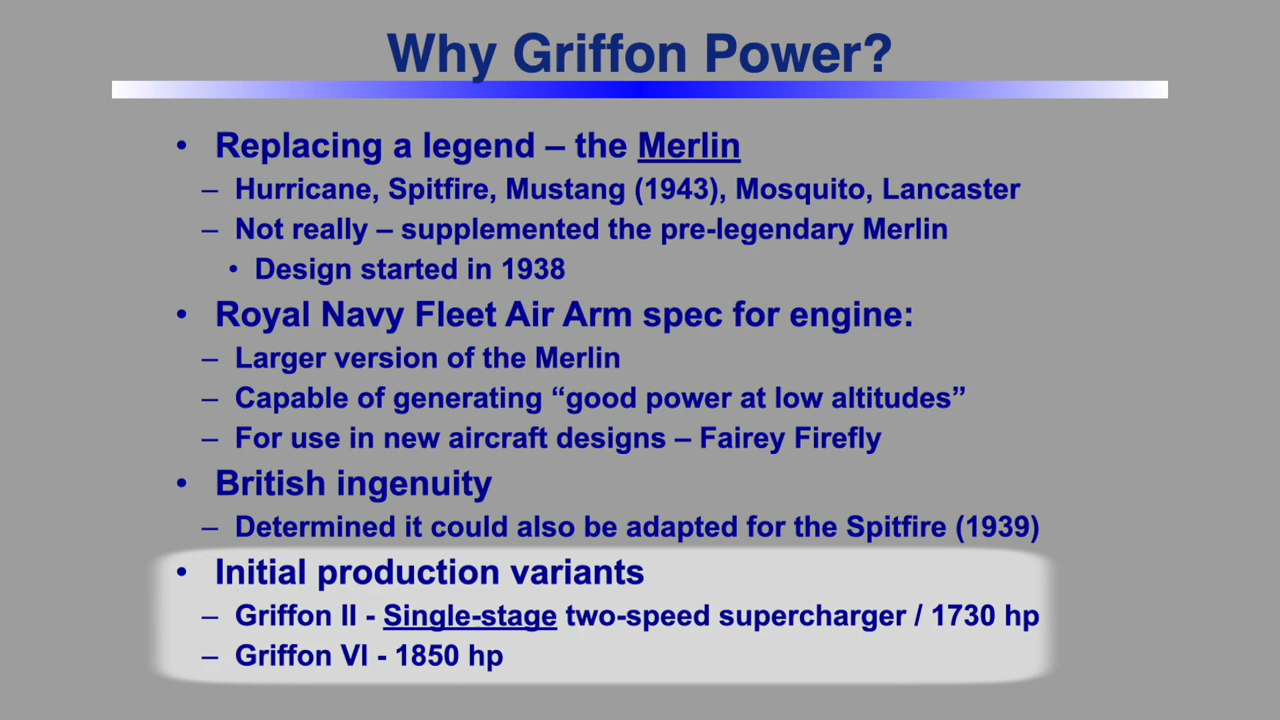 Why Griffon Power?
• Replacing a legend – the Merlin
– Hurricane, Spitfire, Mustang (1943), Mosquito, Lancaster
– Not really – supplemented the pre-legendary Merlin
• Design started in 1938
• Royal Navy Fleet Air Arm spec for engine:
– Larger version of the Merlin
– Capable of generating “good power at low altitudes”
– For use in new aircraft designs – Fairey Firefly
• British ingenuity
– Determined it could also be adapted for the Spitfire (1939)
• Initial production variants
– Griffon II - Single-stage two-speed supercharger / 1730 hp
– Griffon VI - 1850 hp